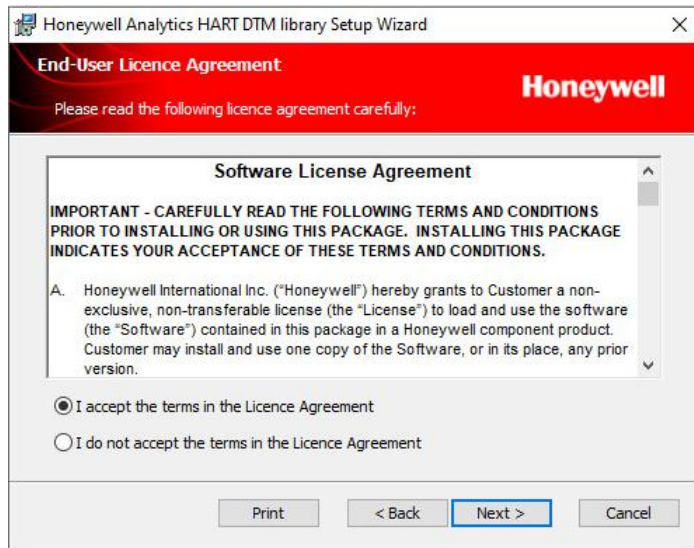 Honeywell Analytics HART DTM library Setup Wizard
End-User Licence Agreement
Honeywell
Please read the following licence agreement carefully:
Software License Agreement
IMPORTANT - CAREFULLY READ THE FOLLOWING TERMS AND CONDITIONS
PRIOR TO INSTALLING OR USING THIS PACKAGE. INSTALLING THIS PACKAGE
INDICATES YOUR ACCEPTANCE OF THESE TERMS AND CONDITIONS.
A. Honeywell International Inc. (“Honeywell”) hereby grants to Customer a non-
exclusive, non-transferable license (the “License”) to load and use the software
(the “Software”) contained in this package in a Honeywell component product.
Customer may install and use one copy of the Software, or in its place, any prior
version.
I accept the terms in the Licence Agreement
I do not accept the terms in the Licence Agreement
Print < Back Next > Cancel